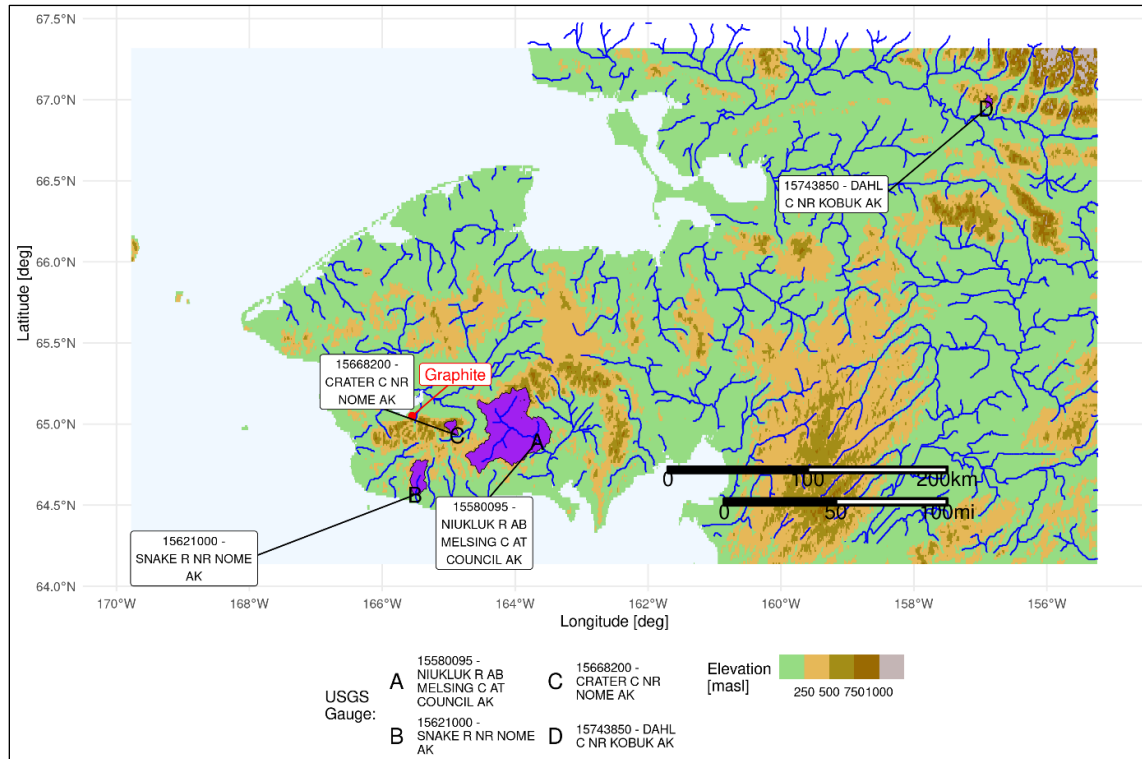 67.5°N
67.0°N
66.5°N
66.0°N
65.5°N
65.0°N
64.5°N
64.0°N
Latitude [deg]
D
15743850 - DAHL
C NR KOBUK AK
15668200 -
CRATER C NR
NOME AK
Graphite
C
A
B
15580095 -
NIUKLUK R AB
MELSING C AT
COUNCIL AK
15621000 -
SNAKE R NR NOME
AK
0 100 200km
0 50 100mi
170°W 168°W 166°W 164°W 162°W 160°W 158°W 156°W
Longitude [deg]
USGS
Gauge:
A
15580095 -
NIUKLUK R AB
MELSING C AT
COUNCIL AK
B
15621000 -
SNAKE R NR NOME
AK
C
15668200 -
CRATER C NR
NOME AK
D
15743850 - DAHL
C NR KOBUK AK
Elevation
[masl]
250 500 750 1000